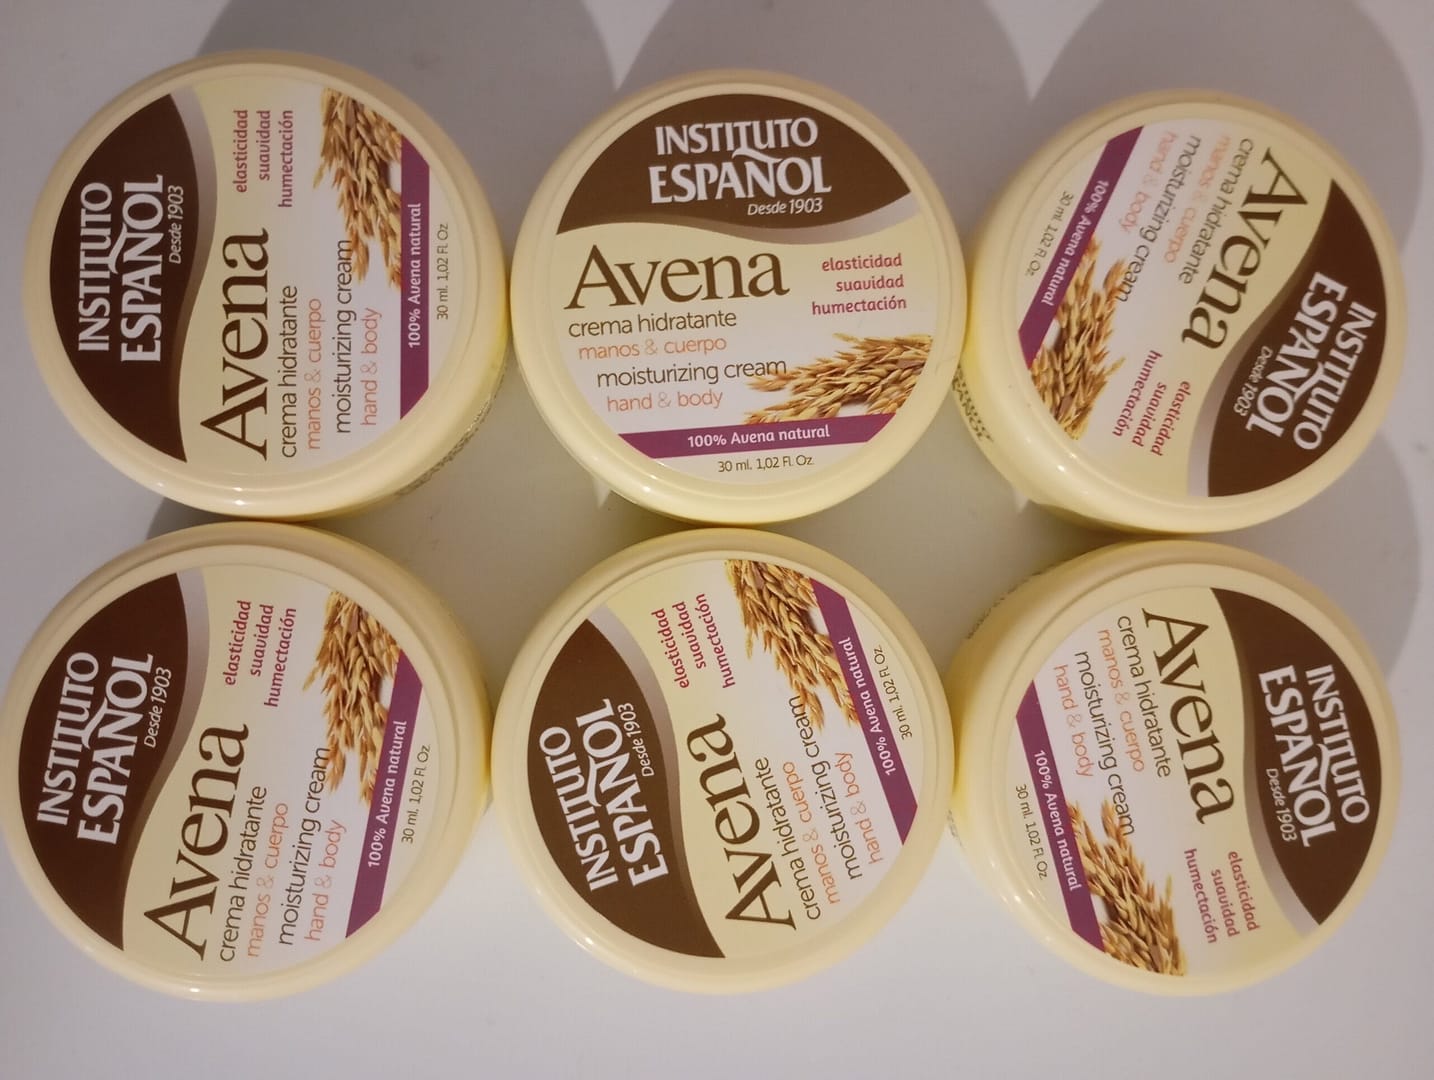 INSTITUTO
ESPAÑOL
Desde 1903
Avena
elasticidad
suavidad
humectación
crema hidratante
manos & cuerpo
moisturizing cream
hand & body
100% Avena natural
30 ml. 1,02 Fl. Oz
INSTITUTO
ESPAÑOL
Desde 1903
Avena
elasticidad
suavidad
humectación
crema hidratante
manos & cuerpo
moisturizing cream
hand & body
100% Avena natural
30 ml. 1,02 Fl. Oz.
INSTITUTO
ESPAÑOL
Desde 1903
Avena
elasticidad
suavidad
humectación
crema hidratante
manos & cuerpo
moisturizing cream
hand & body
100% Avena natural
30 ml. 1,02 Fl. Oz.
INSTITUTO
ESPAÑOL
Desde 1903
Avena
elasticidad
suavidad
humectación
crema hidratante
manos & cuerpo
moisturizing cream
hand & body
100% Avena natural
30 ml. 1,02 Fl. Oz
INSTITUTO
ESPAÑOL
Desde 1903
Avena
elasticidad
suavidad
humectación
crema hidratante
manos & cuerpo
moisturizing cream
hand & body
100% Avena natural
30 ml. 1,02 Fl. Oz.
INSTITUTO
ESPAÑOL
Desde 1903
Avena
elasticidad
suavidad
humectación
crema hidratante
manos & cuerpo
moisturizing cream
hand & body
100% Avena natural
30 ml. 1,02 Fl. Oz.